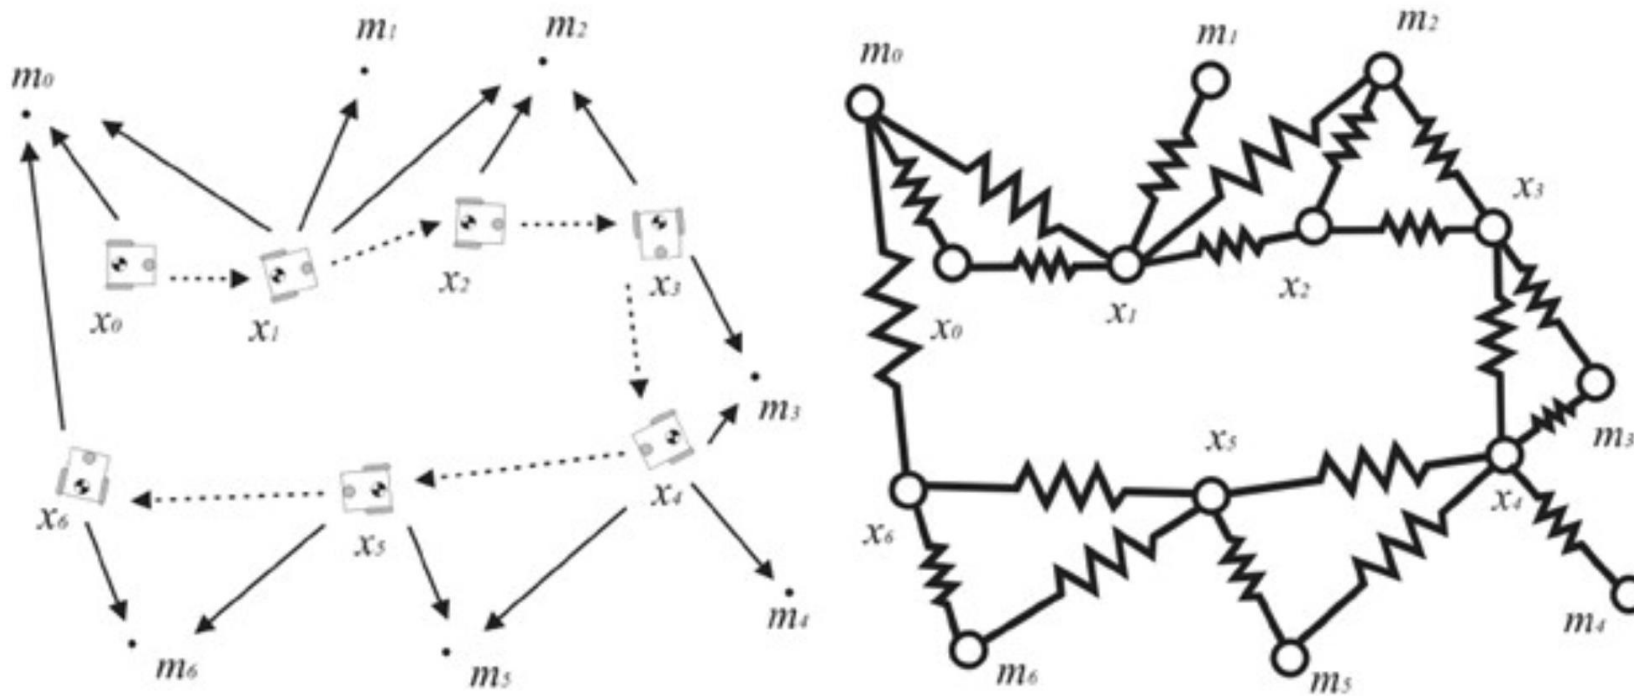 m₀
m₁
m₂
x₀
x₁
x₂
x₃
m₃
x₄
x₅
x₆
m₄
m₅
m₆
m₀
m₁
m₂
x₃
x₀
x₁
x₂
m₃
x₅
x₄
x₆
m₄
m₅
m₆